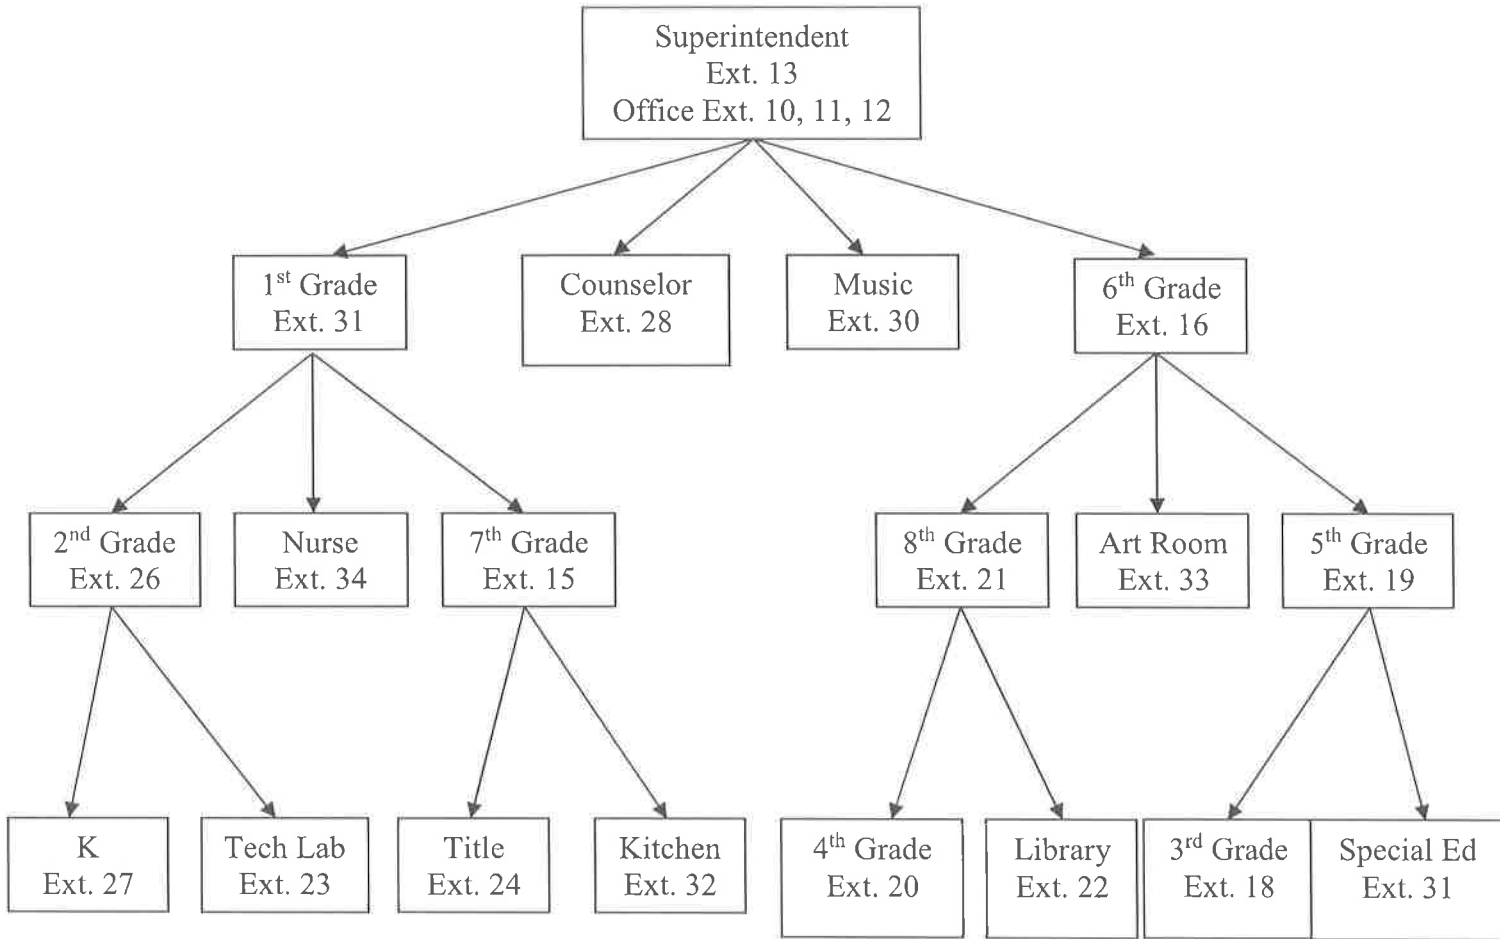 Superintendent
Ext. 13
Office Ext. 10, 11, 12
1st Grade
Ext. 31
Counselor
Ext. 28
Music
Ext. 30
6th Grade
Ext. 16
2nd Grade
Ext. 26
Nurse
Ext. 34
7th Grade
Ext. 15
8th Grade
Ext. 21
Art Room
Ext. 33
5th Grade
Ext. 19
K
Ext. 27
Tech Lab
Ext. 23
Title
Ext. 24
Kitchen
Ext. 32
4th Grade
Ext. 20
Library
Ext. 22
3rd Grade
Ext. 18
Special Ed
Ext. 31